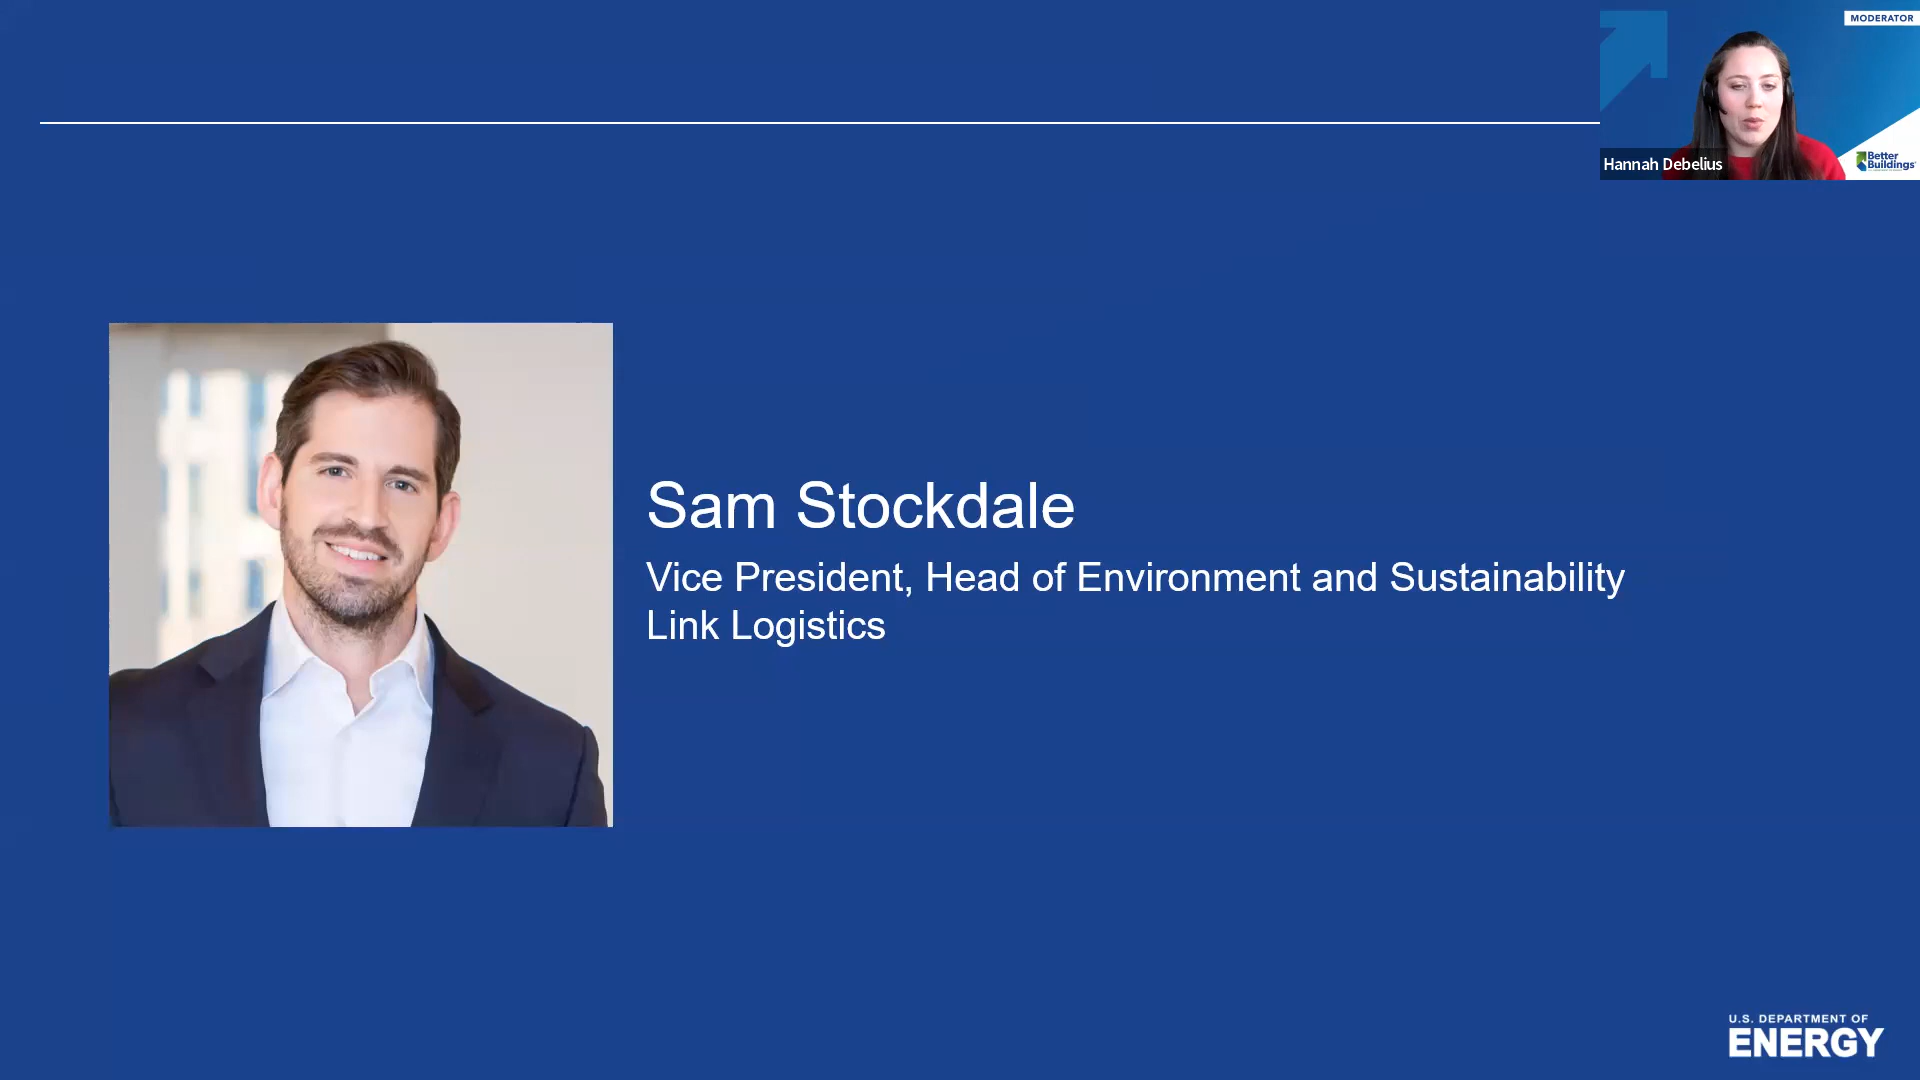 MODERATOR
Hannah Debelius
Better
Buildings
Sam Stockdale
Vice President, Head of Environment and Sustainability
Link Logistics
U.S. DEPARTMENT OF
ENERGY